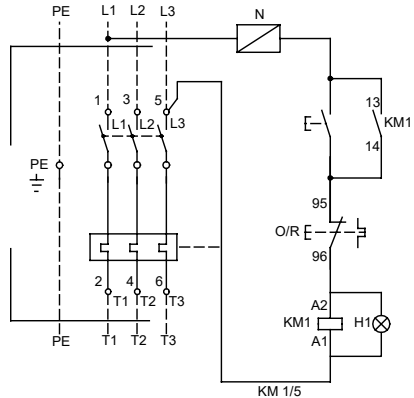 PE L1 L2 L3 N
1 3 5
L1 L2 L3
13
KM1
14
PE
95
O/R
96
2 4 6
T1 T2 T3
A2
KM1 H1
A1
PE T1 T2 T3
KM 1/5